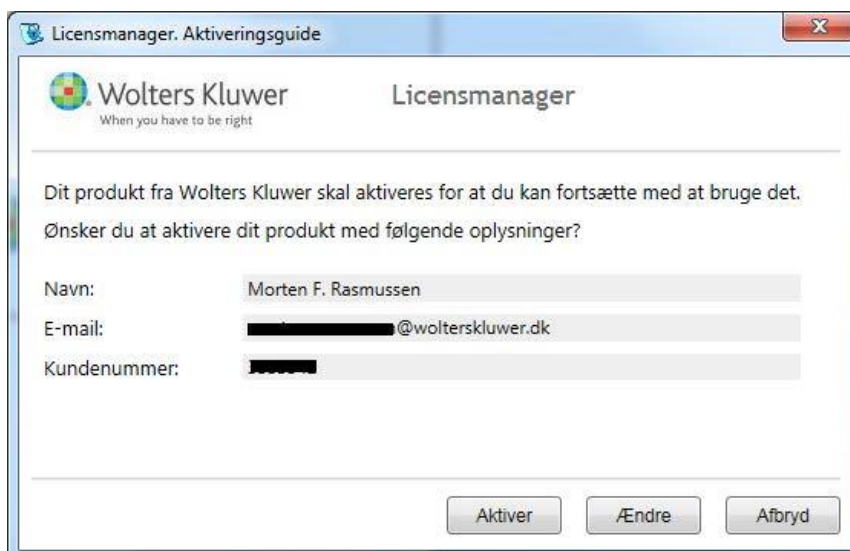 Licensmanager. Aktiveringsguide
Wolters Kluwer
When you have to be right
Licensmanager
Dit produkt fra Wolters Kluwer skal aktiveres for at du kan fortsætte med at bruge det.
Ønsker du at aktivere dit produkt med følgende oplysninger?
Navn: Morten F. Rasmussen
E-mail: @wolterskluwer.dk
Kundenummer:
Aktiver Ændre Afbryd